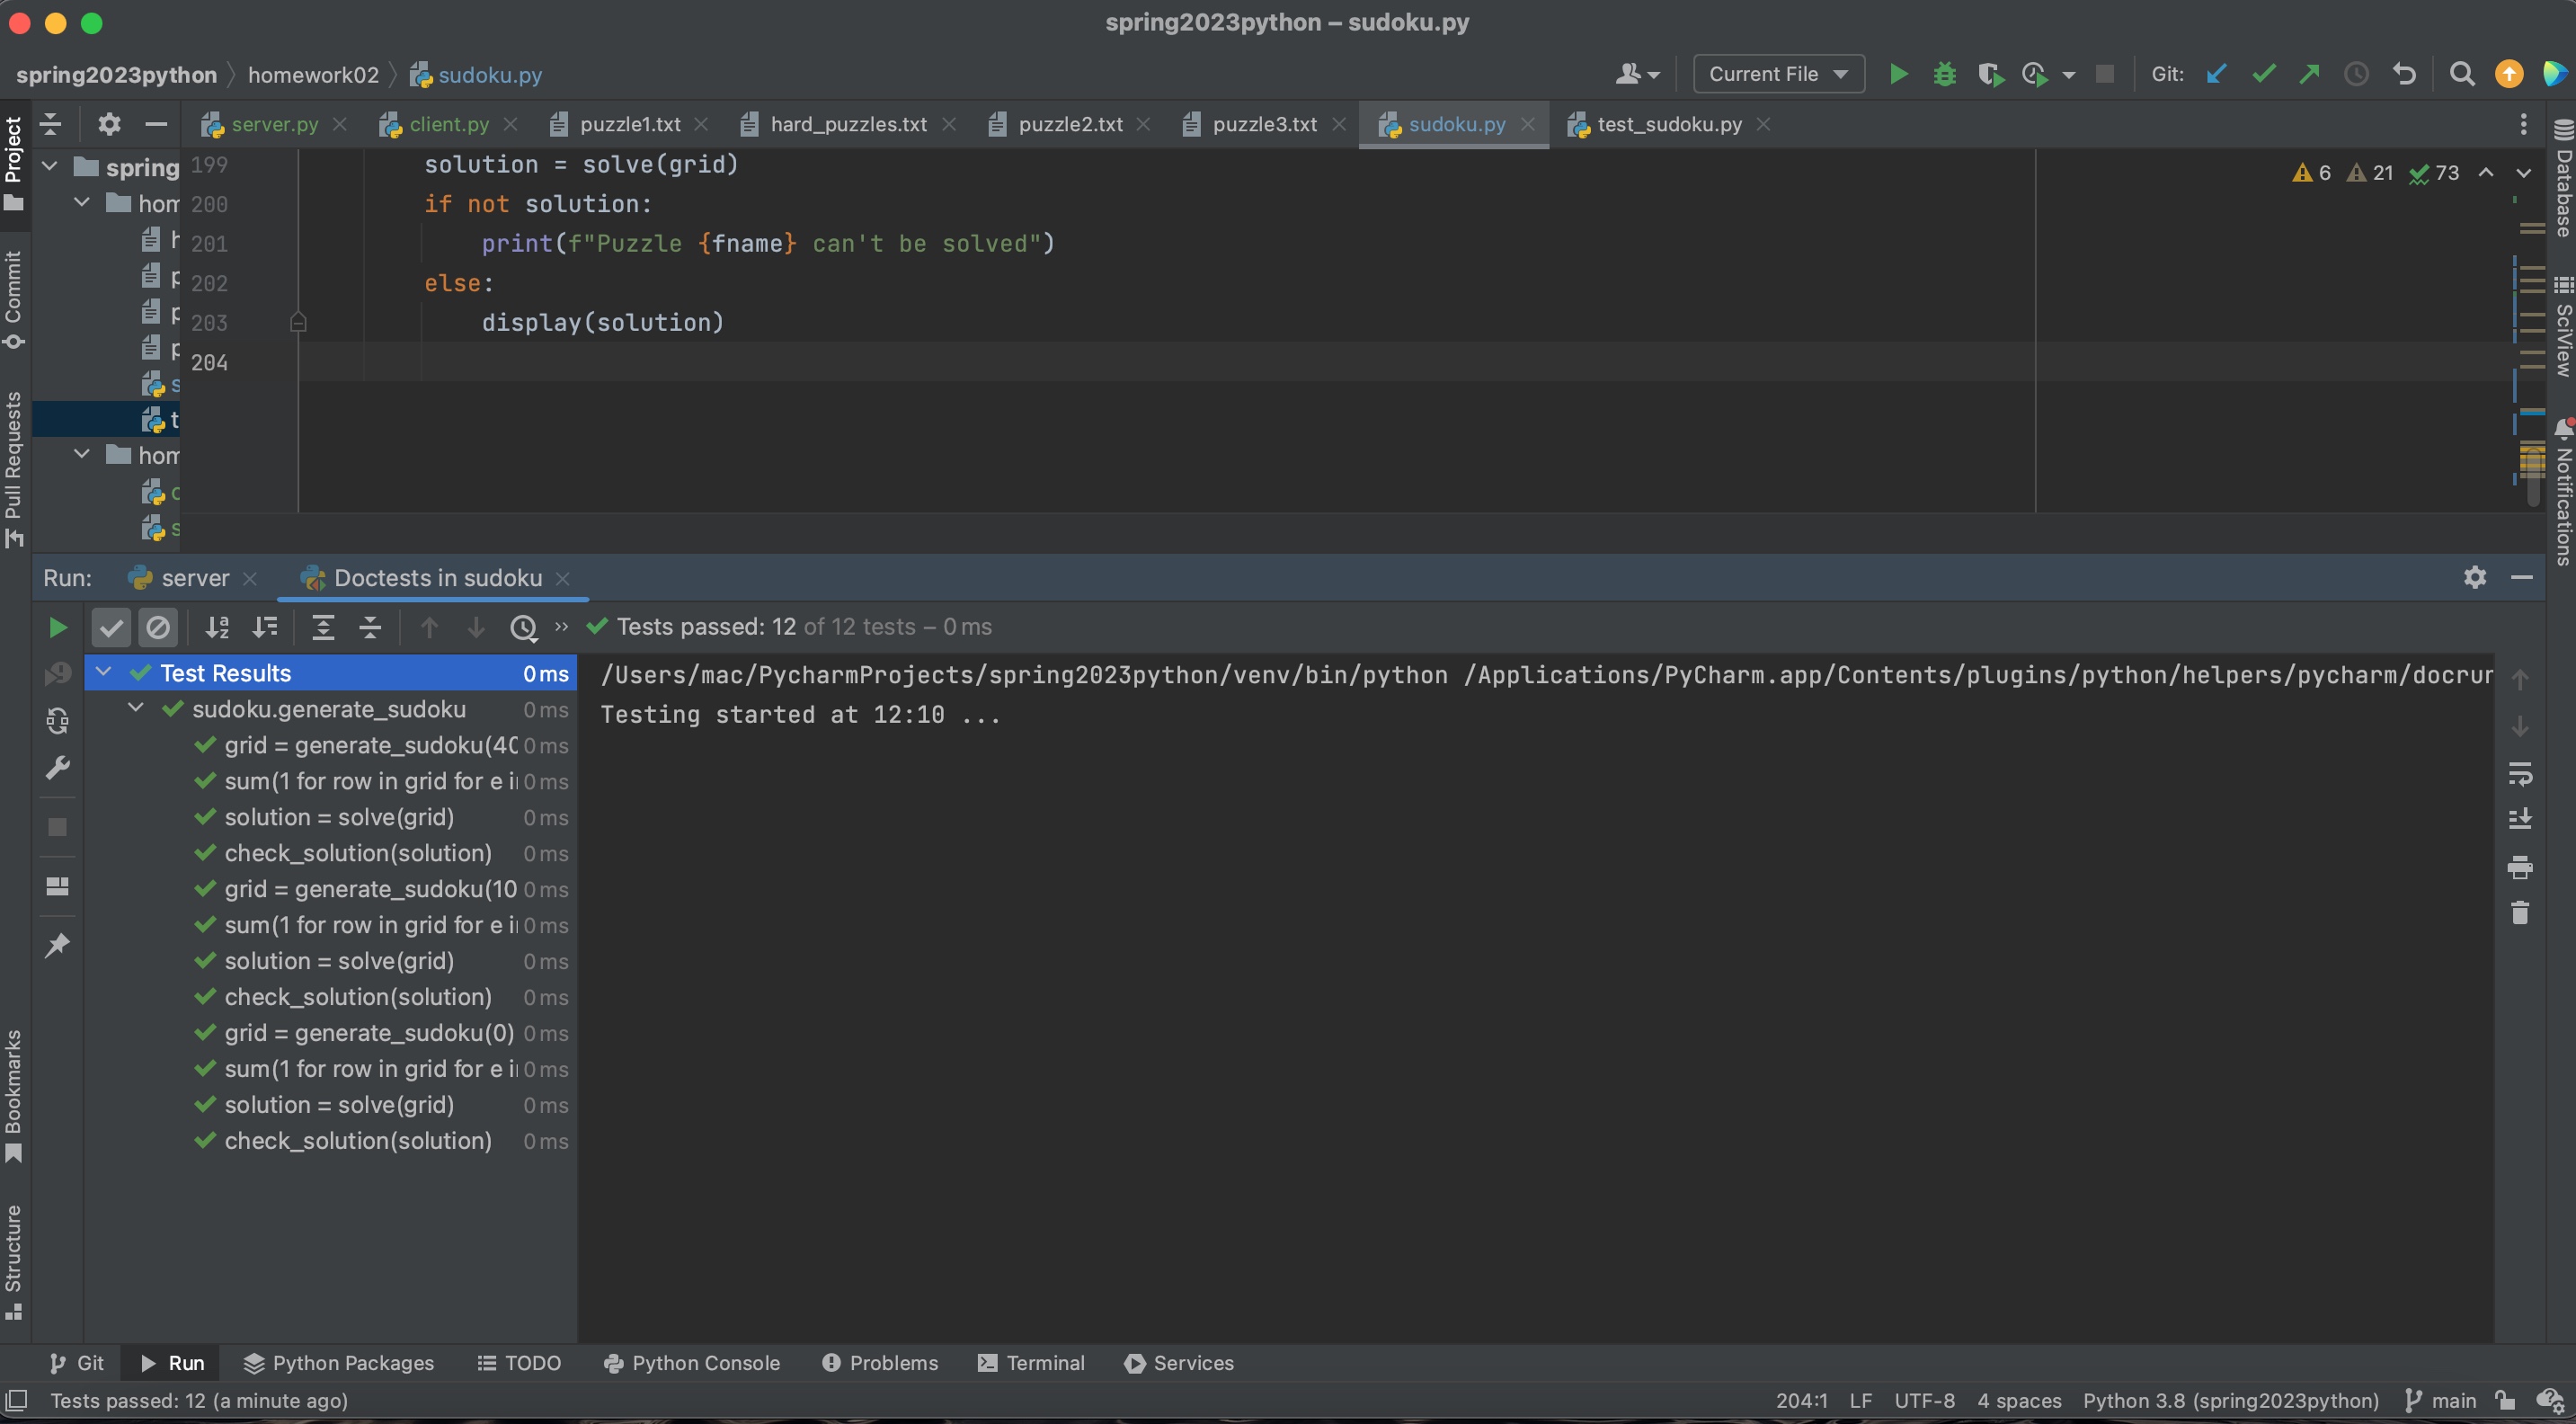 spring2023python – sudoku.py
spring2023python homework02 sudoku.py
Current File
Git:
Project
server.py
client.py
puzzle1.txt
hard_puzzles.txt
puzzle2.txt
puzzle3.txt
sudoku.py
test_sudoku.py
spring
hom
h
p
p
p
s
t
hom
c
s
199 solution = solve(grid)
200 if not solution:
201 print(f"Puzzle {fname} can't be solved")
202 else:
203 display(solution)
204
6 21 73
Commit
Pull Requests
Database
SciView
Notifications
Run: server Doctests in sudoku
Tests passed: 12 of 12 tests – 0 ms
Test Results 0 ms
sudoku.generate_sudoku 0 ms
grid = generate_sudoku(40 0 ms
sum(1 for row in grid for e i 0 ms
solution = solve(grid) 0 ms
check_solution(solution) 0 ms
grid = generate_sudoku(10 0 ms
sum(1 for row in grid for e i 0 ms
solution = solve(grid) 0 ms
check_solution(solution) 0 ms
grid = generate_sudoku(0) 0 ms
sum(1 for row in grid for e i 0 ms
solution = solve(grid) 0 ms
check_solution(solution) 0 ms
/Users/mac/PycharmProjects/spring2023python/venv/bin/python /Applications/PyCharm.app/Contents/plugins/python/helpers/pycharm/docrun
Testing started at 12:10 ...
Bookmarks
Structure
Git Run Python Packages TODO Python Console Problems Terminal Services
Tests passed: 12 (a minute ago)
204:1 LF UTF-8 4 spaces Python 3.8 (spring2023python) main